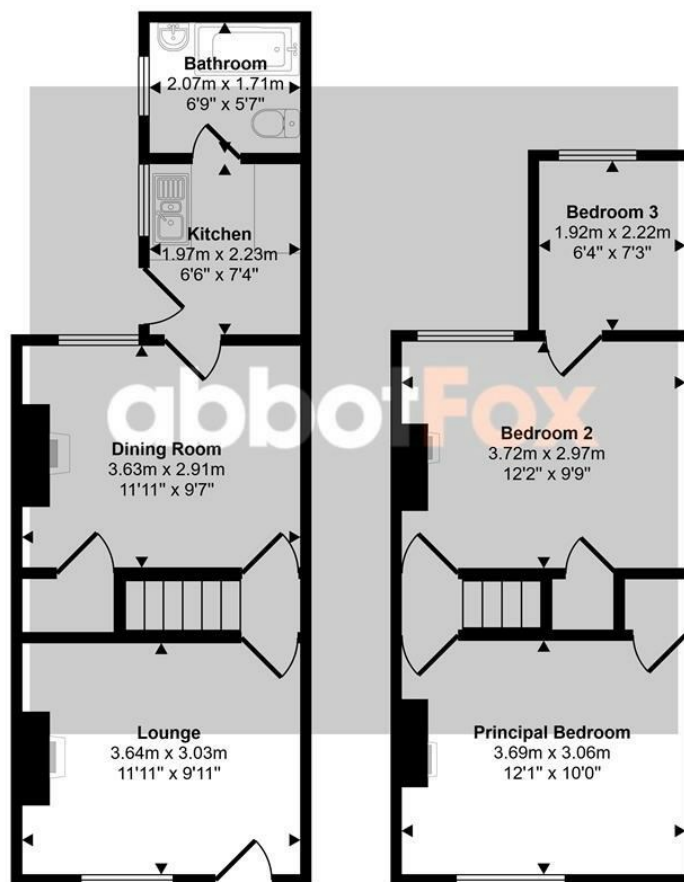 Bathroom
2.07m x 1.71m
6'9" x 5'7"
Kitchen
1.97m x 2.23m
6'6" x 7'4"
Dining Room
3.63m x 2.91m
11'11" x 9'7"
Lounge
3.64m x 3.03m
11'11" x 9'11"
Bedroom 3
1.92m x 2.22m
6'4" x 7'3"
abbotFox
Bedroom 2
3.72m x 2.97m
12'2" x 9'9"
Principal Bedroom
3.69m x 3.06m
12'1" x 10'0"